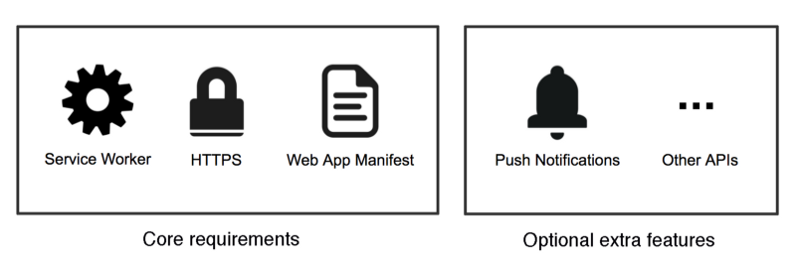 Service Worker
HTTPS
Web App Manifest
Push Notifications
...
Other APIs
Core requirements
Optional extra features